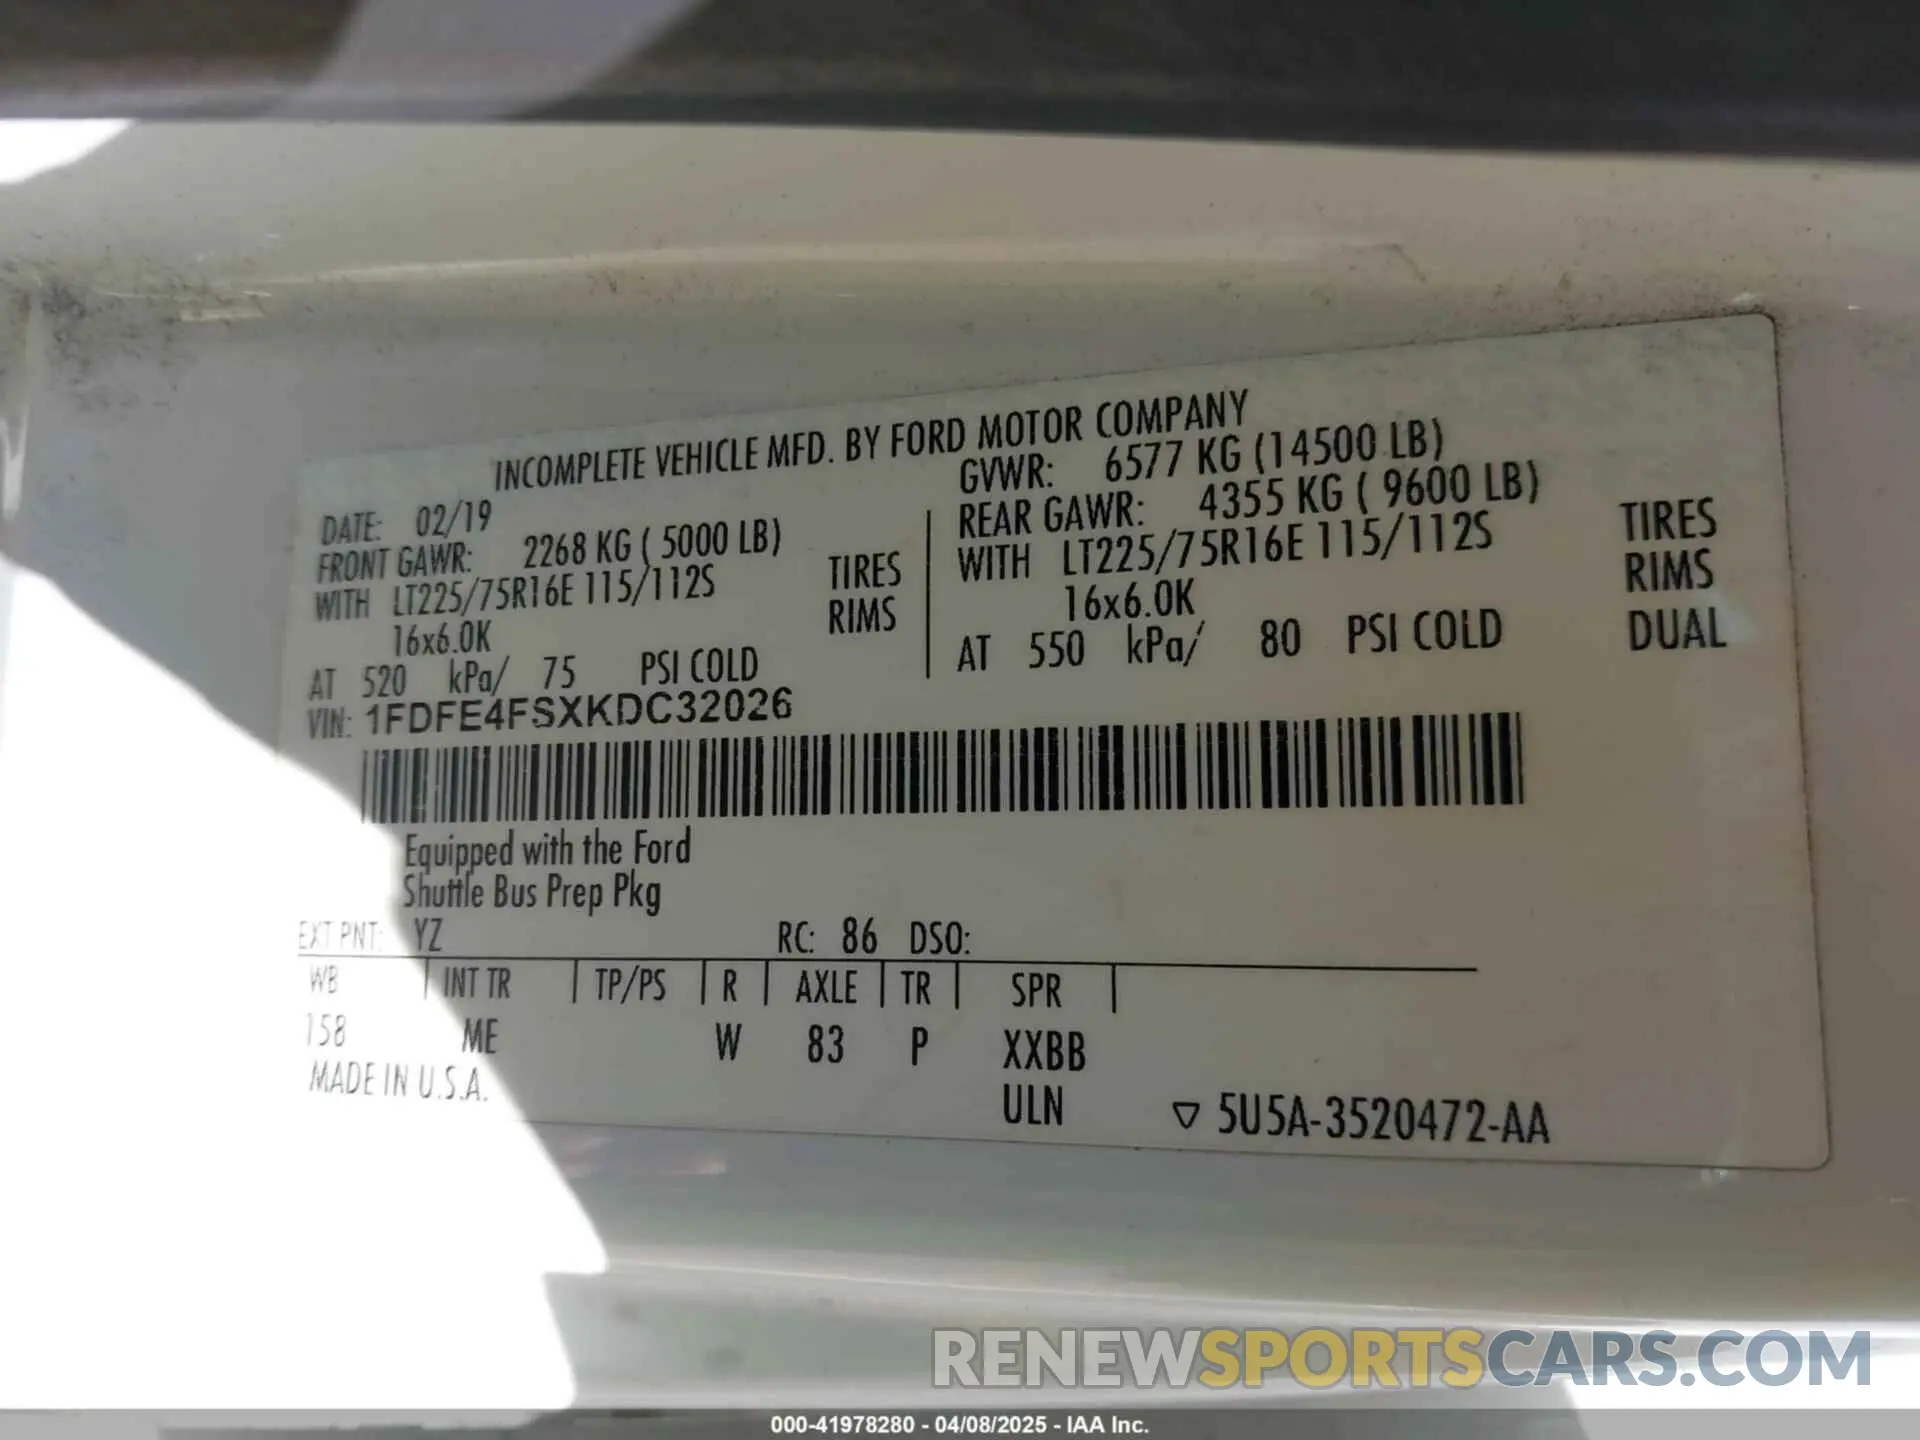 INCOMPLETE VEHICLE MFD. BY FORD MOTOR COMPANY
DATE: 02/19
FRONT GAWR: 2268 KG ( 5000 LB)
WITH LT225/75R16E 115/112S TIRES
16x6.0K RIMS
AT 520 kPa/ 75 PSI COLD
GVWR: 6577 KG (14500 LB)
REAR GAWR: 4355 KG ( 9600 LB)
WITH LT225/75R16E 115/112S TIRES
16x6.0K RIMS
AT 550 kPa/ 80 PSI COLD DUAL
VIN: 1FDFE4FSXKDC32026
Equipped with the Ford
Shuttle Bus Prep Pkg
EXT PNT: YZ RC: 86 DSO:
WB INT TR TP/PS R AXLE TR SPR
158 ME W 83 P XXBB
MADE IN U.S.A.
ULN ▽ 5U5A-3520472-AA
RENEWSPORTSCARS.COM
000-41978280 - 04/08/2025 - IAA Inc.